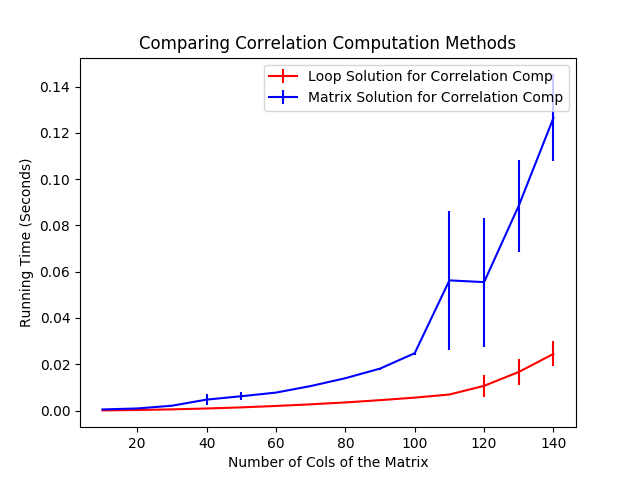 Comparing Correlation Computation Methods
Loop Solution for Correlation Comp
Matrix Solution for Correlation Comp
0.14
0.12
0.10
0.08
0.06
0.04
0.02
0.00
Running Time (Seconds)
20 40 60 80 100 120 140
Number of Cols of the Matrix